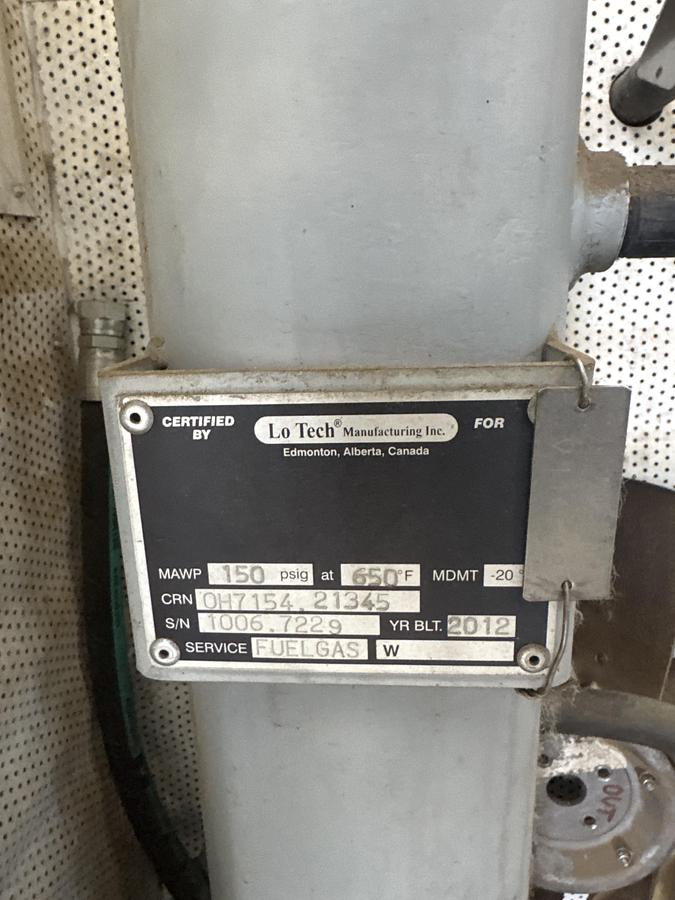 CERTIFIED BY Lo Tech® Manufacturing Inc. FOR
Edmonton, Alberta, Canada
MAWP 150 psig at 650°F MDMT -20°
CRN 0H7154.21345
S/N 1006.7229 YR BLT. 2012
SERVICE FUELGAS W
OUT